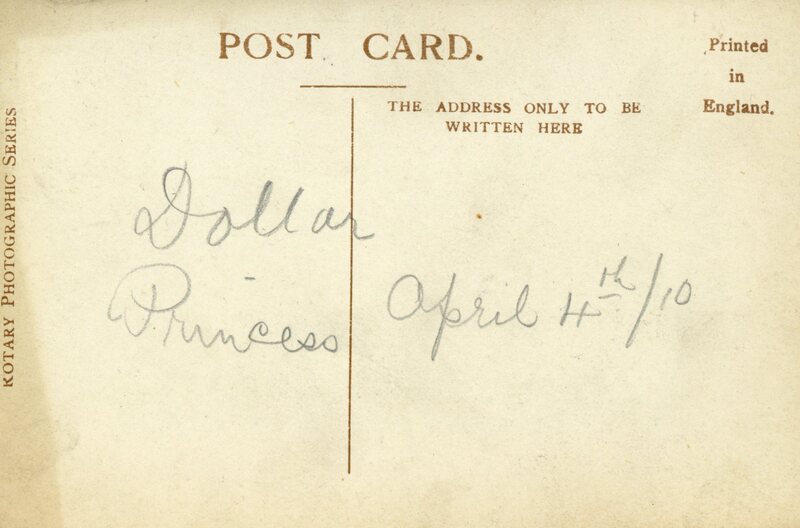 POST CARD.
Printed
in
England.
THE ADDRESS ONLY TO BE
WRITTEN HERE
ROTARY PHOTOGRAPHIC SERIES
Dollar
Princess
April 4th/10